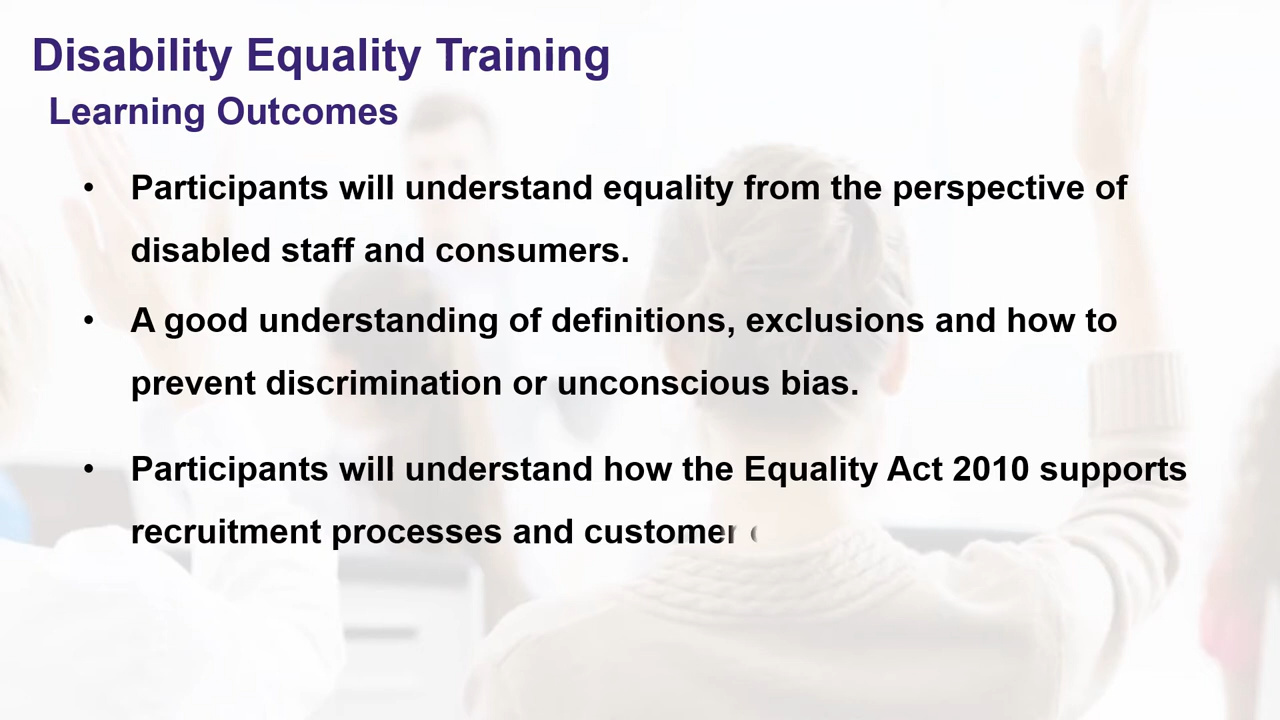 Disability Equality Training
Learning Outcomes
• Participants will understand equality from the perspective of
disabled staff and consumers.
• A good understanding of definitions, exclusions and how to
prevent discrimination or unconscious bias.
• Participants will understand how the Equality Act 2010 supports
recruitment processes and customer